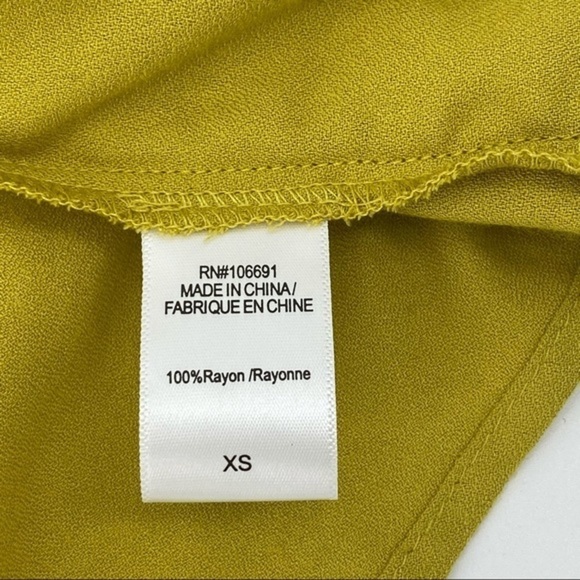 RN#106691
MADE IN CHINA/
FABRIQUE EN CHINE
100%Rayon /Rayonne
XS